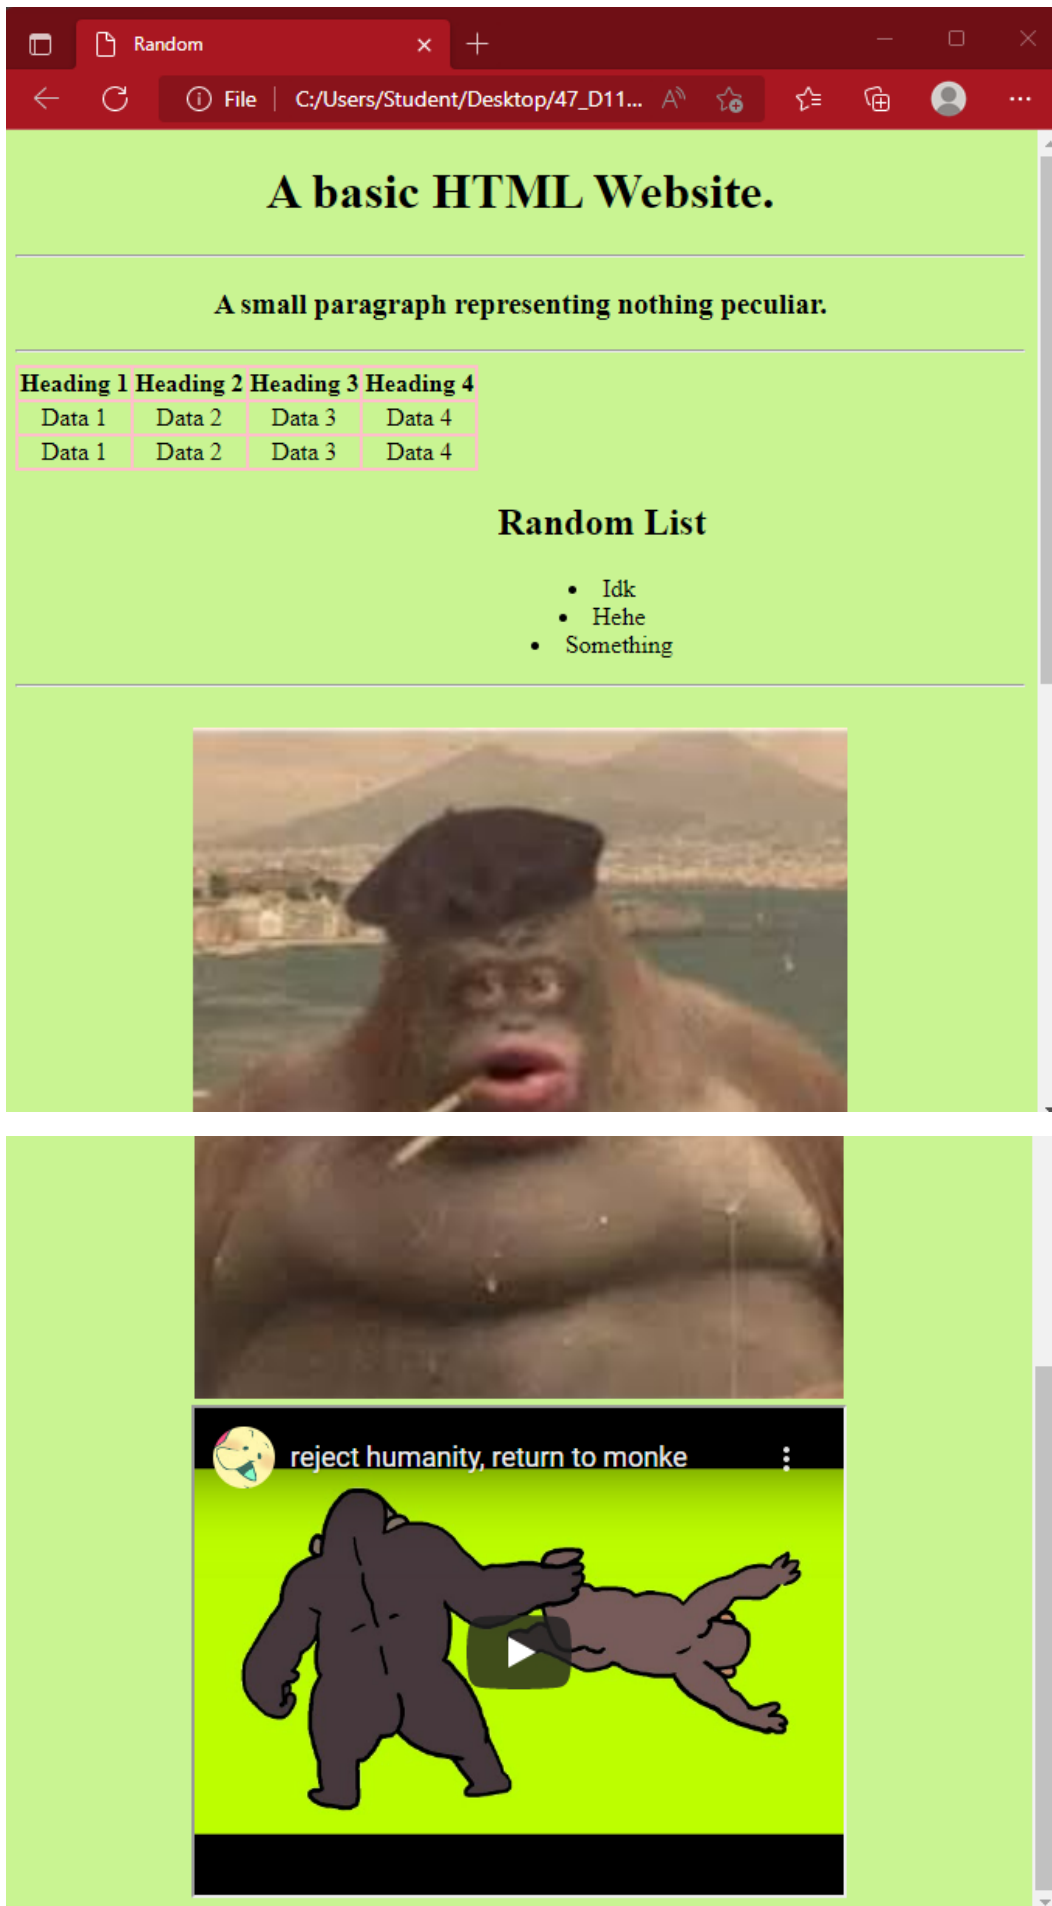 Random
File C:/Users/Student/Desktop/47_D11...
A basic HTML Website.
A small paragraph representing nothing peculiar.
Heading 1 Heading 2 Heading 3 Heading 4
Data 1 Data 2 Data 3 Data 4
Data 1 Data 2 Data 3 Data 4
Random List
• Idk
• Hehe
• Something
reject humanity, return to monke